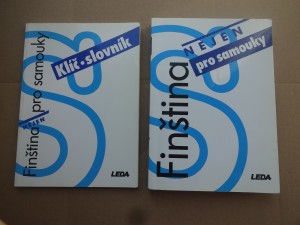 Finština
NEJEN
pro samouky
Klíč • slovník
LEDA
Finština
NEJEN
pro samouky
LEDA